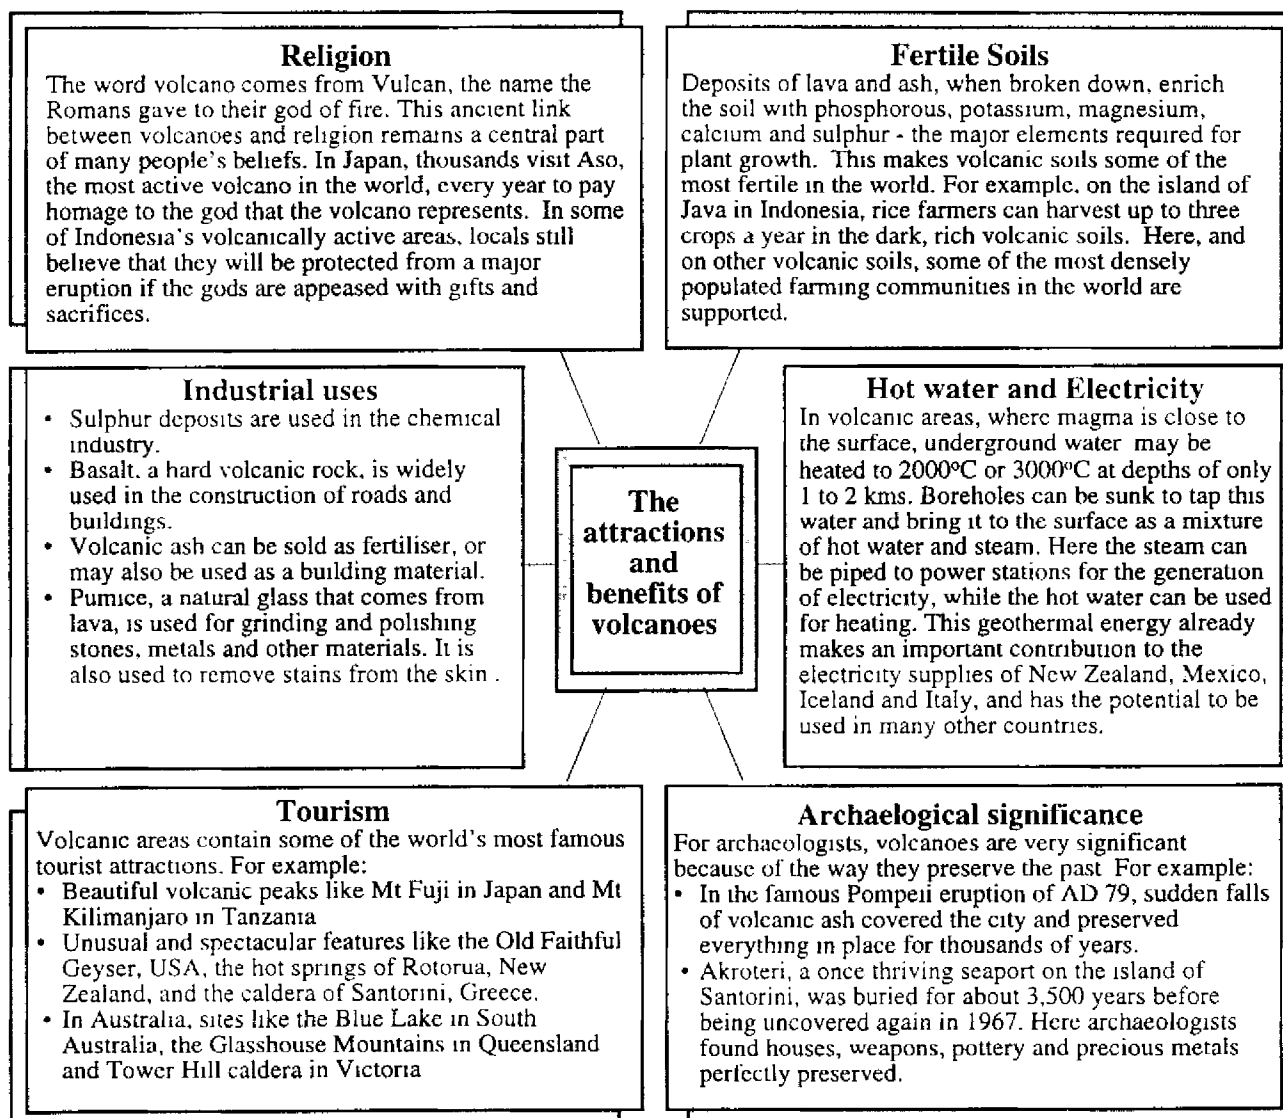 Religion
The word volcano comes from Vulcan, the name the
Romans gave to their god of fire. This ancient link
between volcanoes and religion remains a central part
of many people's beliefs. In Japan, thousands visit Aso,
the most active volcano in the world, every year to pay
homage to the god that the volcano represents. In some
of Indonesia's volcanically active areas, locals still
believe that they will be protected from a major
eruption if the gods are appeased with gifts and
sacrifices.
Fertile Soils
Deposits of lava and ash, when broken down, enrich
the soil with phosphorous, potassium, magnesium,
calcium and sulphur - the major elements required for
plant growth. This makes volcanic soils some of the
most fertile in the world. For example, on the island of
Java in Indonesia, rice farmers can harvest up to three
crops a year in the dark, rich volcanic soils. Here, and
on other volcanic soils, some of the most densely
populated farming communities in the world are
supported.
Industrial uses
• Sulphur deposits are used in the chemical
industry.
• Basalt, a hard volcanic rock, is widely
used in the construction of roads and
buildings.
• Volcanic ash can be sold as fertiliser, or
may also be used as a building material.
• Pumice, a natural glass that comes from
lava, is used for grinding and polishing
stones, metals and other materials. It is
also used to remove stains from the skin .
The
attractions
and
benefits of
volcanoes
Hot water and Electricity
In volcanic areas, where magma is close to
the surface, underground water may be
heated to 2000°C or 3000°C at depths of only
1 to 2 kms. Boreholes can be sunk to tap this
water and bring it to the surface as a mixture
of hot water and steam. Here the steam can
be piped to power stations for the generation
of electricity, while the hot water can be used
for heating. This geothermal energy already
makes an important contribution to the
electricity supplies of New Zealand, Mexico,
Iceland and Italy, and has the potential to be
used in many other countries.
Tourism
Volcanic areas contain some of the world's most famous
tourist attractions. For example:
• Beautiful volcanic peaks like Mt Fuji in Japan and Mt
Kilimanjaro in Tanzania
• Unusual and spectacular features like the Old Faithful
Geyser, USA, the hot springs of Rotorua, New
Zealand, and the caldera of Santorini, Greece.
• In Australia, sites like the Blue Lake in South
Australia, the Glasshouse Mountains in Queensland
and Tower Hill caldera in Victoria
Archaelogical significance
For archaeologists, volcanoes are very significant
because of the way they preserve the past For example:
• In the famous Pompeii eruption of AD 79, sudden falls
of volcanic ash covered the city and preserved
everything in place for thousands of years.
• Akroteri, a once thriving seaport on the island of
Santorini, was buried for about 3,500 years before
being uncovered again in 1967. Here archaeologists
found houses, weapons, pottery and precious metals
perfectly preserved.